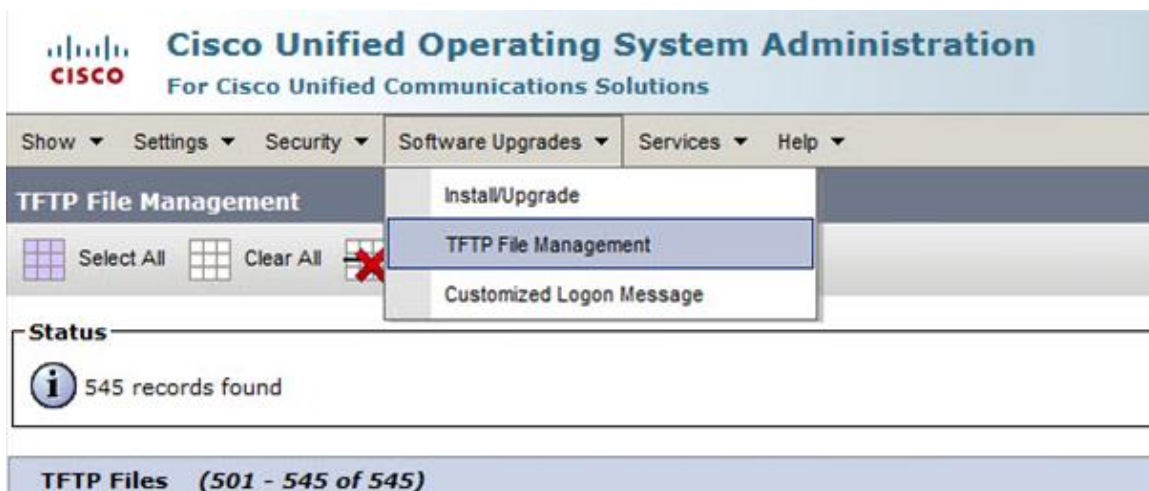 CISCO
Cisco Unified Operating System Administration
For Cisco Unified Communications Solutions
Show Settings Security Software Upgrades Services Help
Install/Upgrade
TFTP File Management
Customized Logon Message
TFTP File Management
Select All Clear All
Status
545 records found
TFTP Files (501 - 545 of 545)